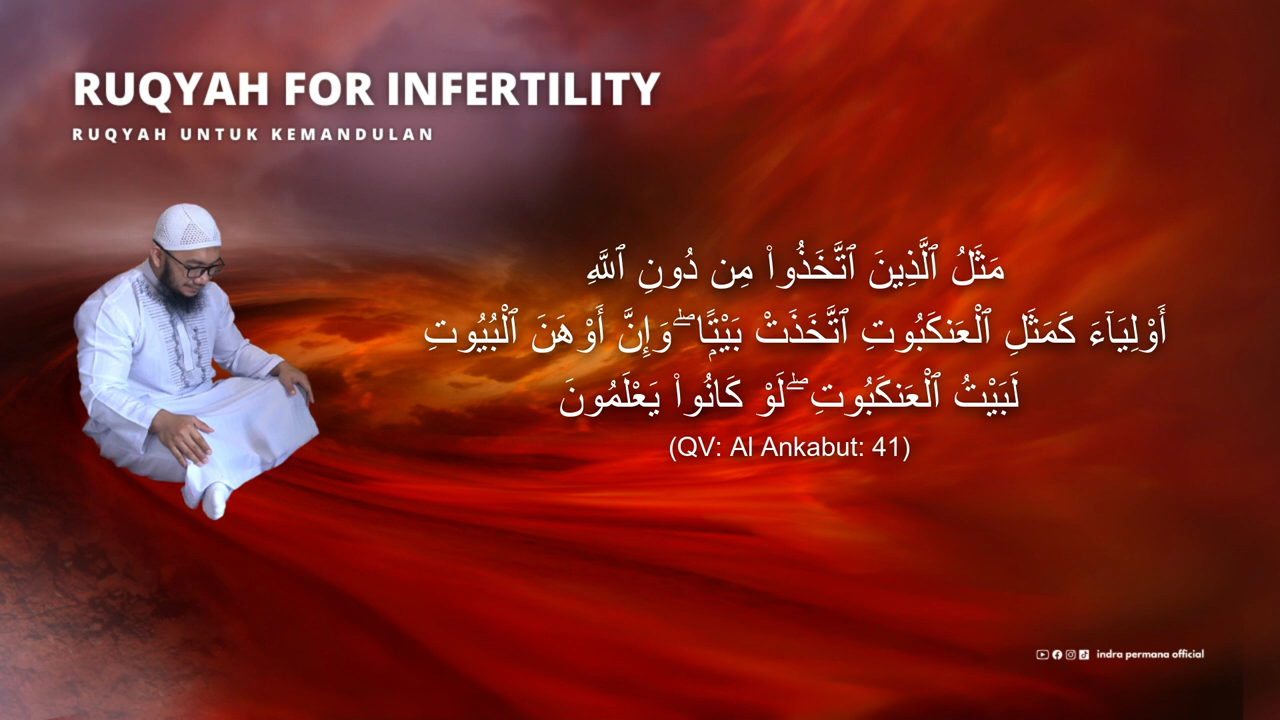 RUQYAH FOR INFERTILITY
RUQYAH UNTUK KEMANDULAN
مَثَلُ ٱلَّذِينَ ٱتَّخَذُوا۟ مِن دُونِ ٱللَّهِ
أَوْلِيَآءَ كَمَثَلِ ٱلْعَنكَبُوتِ ٱتَّخَذَتْ بَيْتًۭا ۖ وَإِنَّ أَوْهَنَ ٱلْبُيُوتِ
لَبَيْتُ ٱلْعَنكَبُوتِ ۖ لَوْ كَانُوا۟ يَعْلَمُونَ
(QV: Al Ankabut: 41)
indra permana official